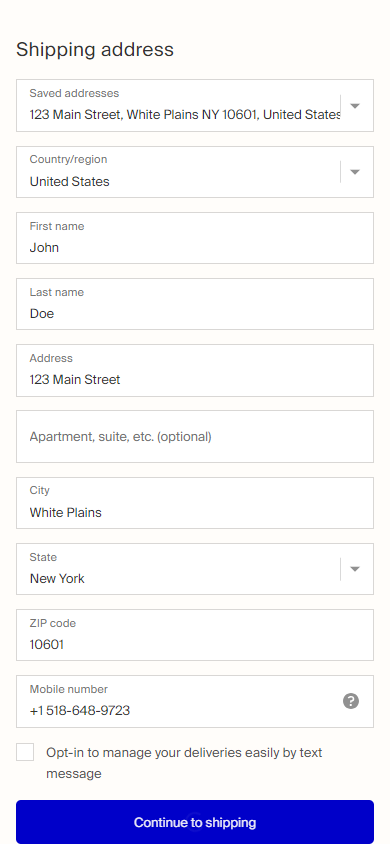 Shipping address
Saved addresses
123 Main Street, White Plains NY 10601, United States
Country/region
United States
First name
John
Last name
Doe
Address
123 Main Street
Apartment, suite, etc. (optional)
City
White Plains
State
New York
ZIP code
10601
Mobile number
+1 518-648-9723
?
Opt-in to manage your deliveries easily by text
message
Continue to shipping